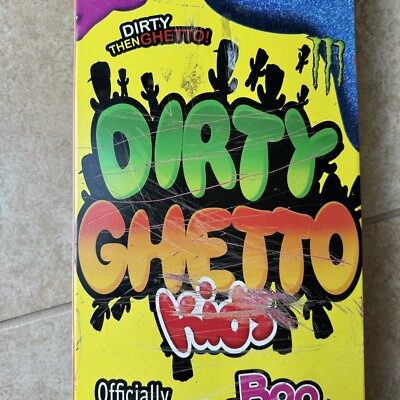 DIRTY
THEN GHETTO!
DIRTY
GHETTO
Kids
Officially
Boo